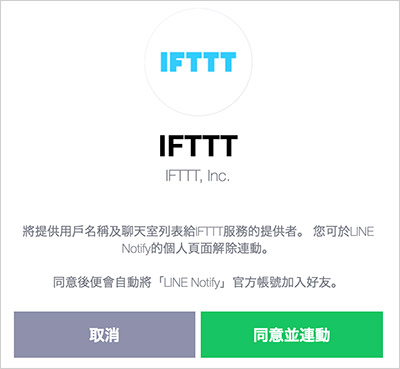 IFTTT
IFTTT
IFTTT, Inc.
將提供用戶名稱及聊天室列表給IFTTT服務的提供者。 您可於LINE
Notify的個人頁面解除連動。
同意後便會自動將「LINE Notify」官方帳號加入好友。
取消
同意並連動